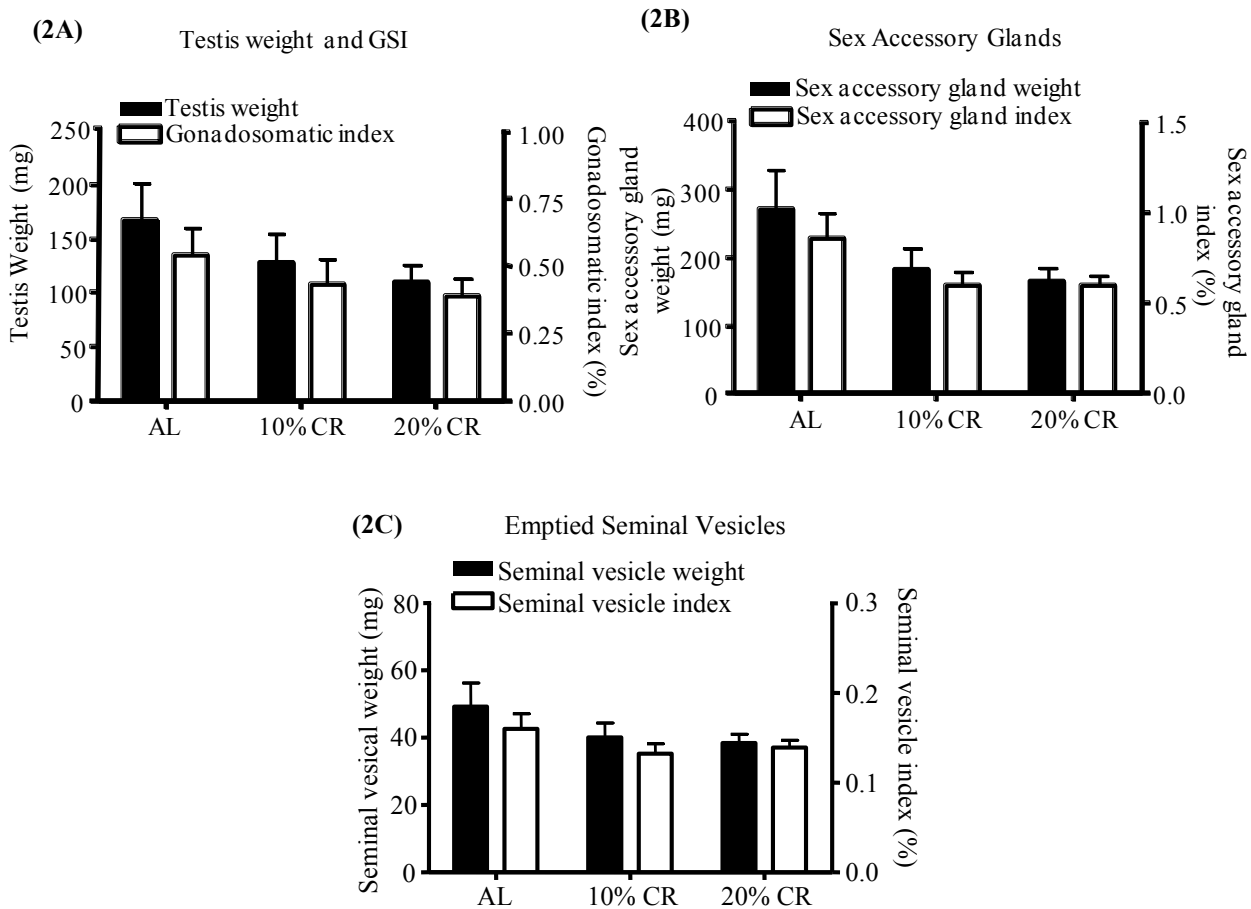 (2A)
Testis weight and GSI
Testis weight
Gonadosomatic index
Testis Weight (mg)
250
200
150
100
50
0
Gonadosomatic index (%)
1.00
0.75
0.50
0.25
0.00
AL
10% CR
20% CR
(2B)
Sex Accessory Glands
Sex accessory gland weight
Sex accessory gland index
Sex accessory gland
weight (mg)
400
300
200
100
0
Sex accessory gland
index (%)
1.5
1.0
0.5
0.0
AL
10% CR
20% CR
(2C)
Emptied Seminal Vesicles
Seminal vesicle weight
Seminal vesicle index
Seminal vesical weight (mg)
80
60
40
20
0
Seminal vesicle index (%)
0.3
0.2
0.1
0.0
AL
10% CR
20% CR